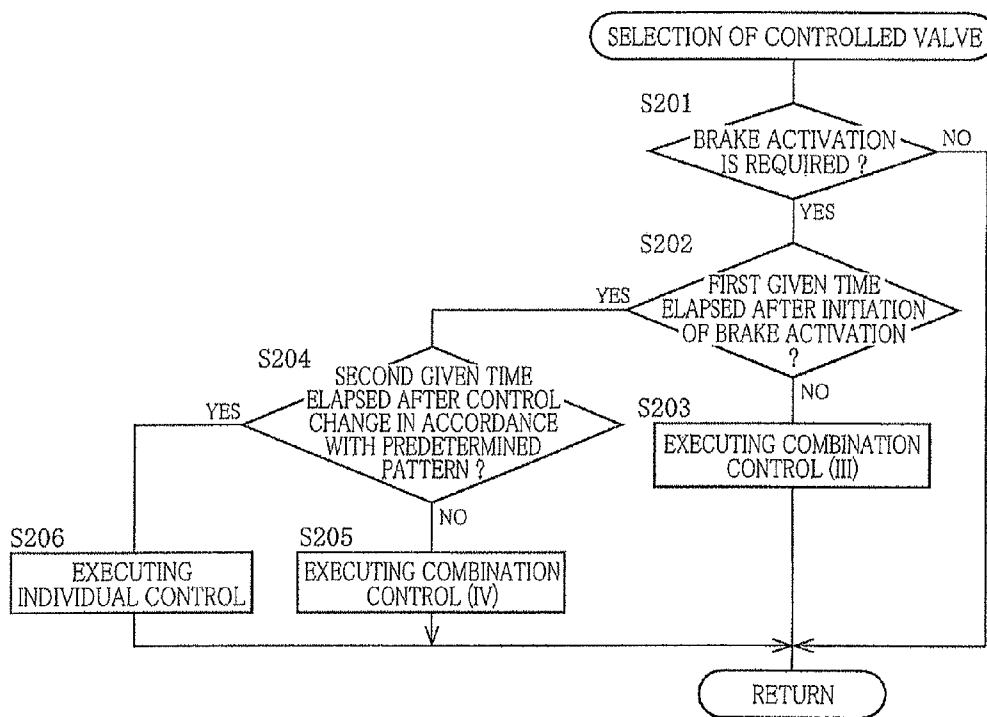 SELECTION OF CONTROLLED VALVE
S201
BRAKE ACTIVATION
IS REQUIRED ?
NO
YES
S202
FIRST GIVEN TIME
ELAPSED AFTER INITIATION
OF BRAKE ACTIVATION
?
YES
NO
S204
SECOND GIVEN TIME
ELAPSED AFTER CONTROL
CHANGE IN ACCORDANCE
WITH PREDETERMINED
PATTERN ?
YES
NO
S203
EXECUTING COMBINATION
CONTROL (III)
S206
EXECUTING
INDIVIDUAL CONTROL
S205
EXECUTING COMBINATION
CONTROL (IV)
RETURN